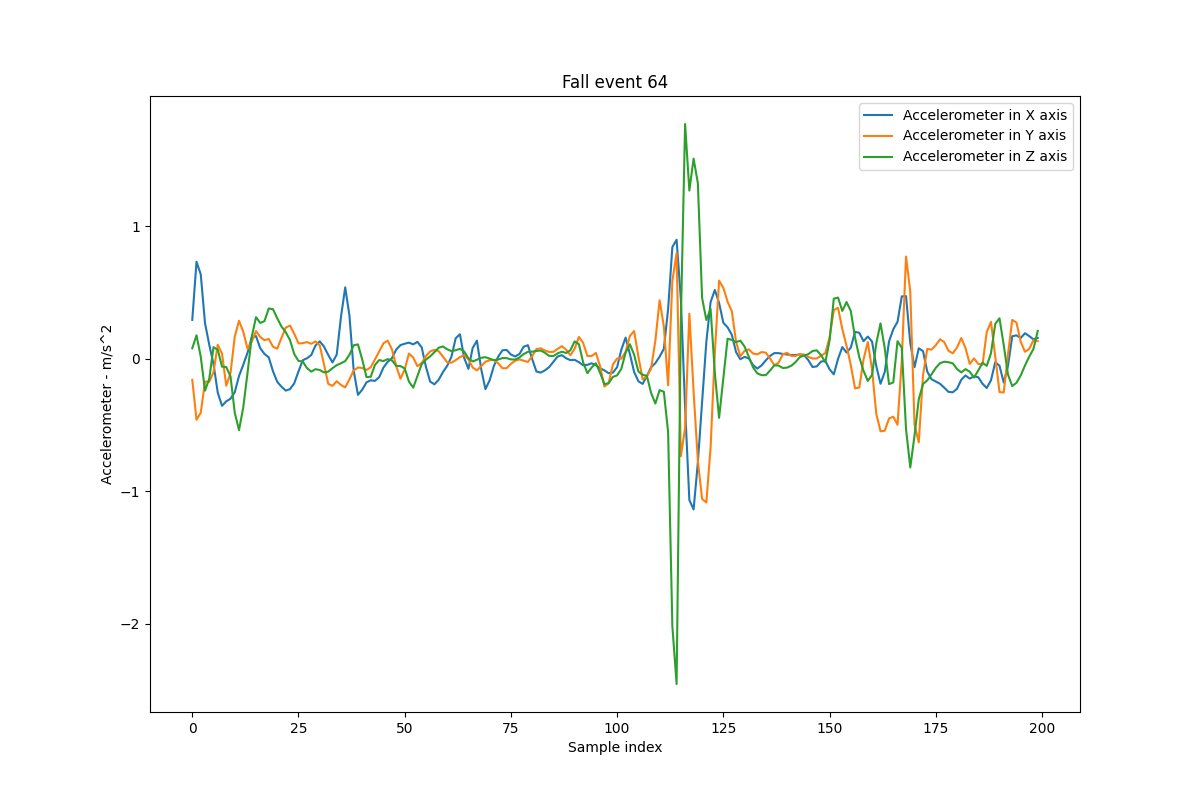 Fall event 64
Accelerometer in X axis
Accelerometer in Y axis
Accelerometer in Z axis
Accelerometer - m/s^2
1
0
−1
−2
0 25 50 75 100 125 150 175 200
Sample index